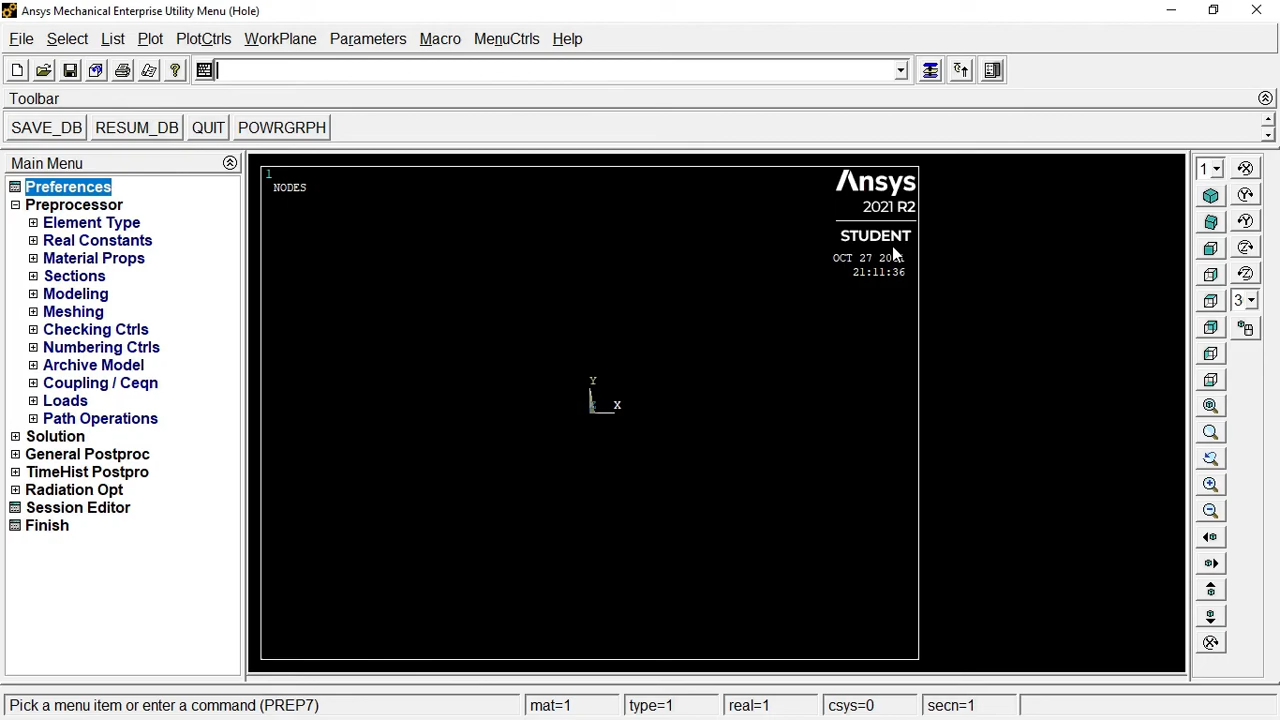 Ansys Mechanical Enterprise Utility Menu (Hole)
File Select List Plot PlotCtrls WorkPlane Parameters Macro MenuCtrls Help
Toolbar
SAVE_DB RESUM_DB QUIT POWRGRPH
Main Menu
Preferences
Preprocessor
Element Type
Real Constants
Material Props
Sections
Modeling
Meshing
Checking Ctrls
Numbering Ctrls
Archive Model
Coupling / Ceqn
Loads
Path Operations
Solution
General Postproc
TimeHist Postpro
Radiation Opt
Session Editor
Finish
1
NODES
Ansys
2021 R2
STUDENT
OCT 27
21:11:36
Y
X
1
3
Pick a menu item or enter a command (PREP7) mat=1 type=1 real=1 csys=0 secn=1